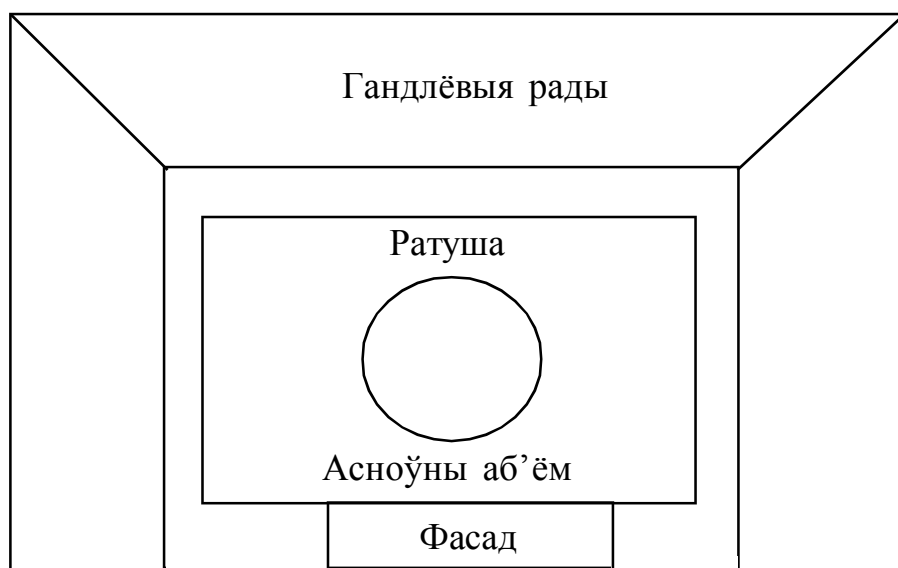 Гандлёвыя рады
Ратуша
Асноўны аб’ём
Фасад